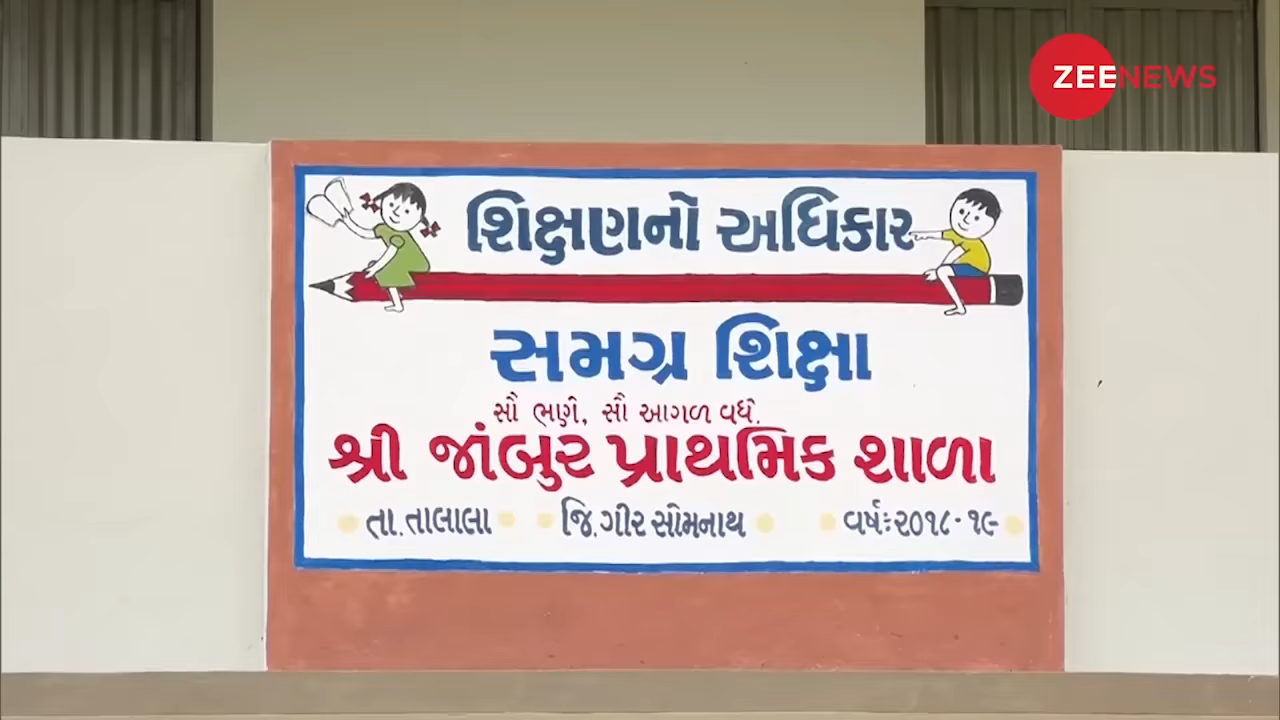 ZEENEWS
શિક્ષણનો અધિકાર
સમગ્ર શિક્ષા
સૌ ભણે, સૌ આગળ વધે.
શ્રી જાંબુર પ્રાથમિક શાળા
તા. તાલાલા જિ. ગીર સોમનાથ વર્ષ: ૨૦૧૮-૧૯